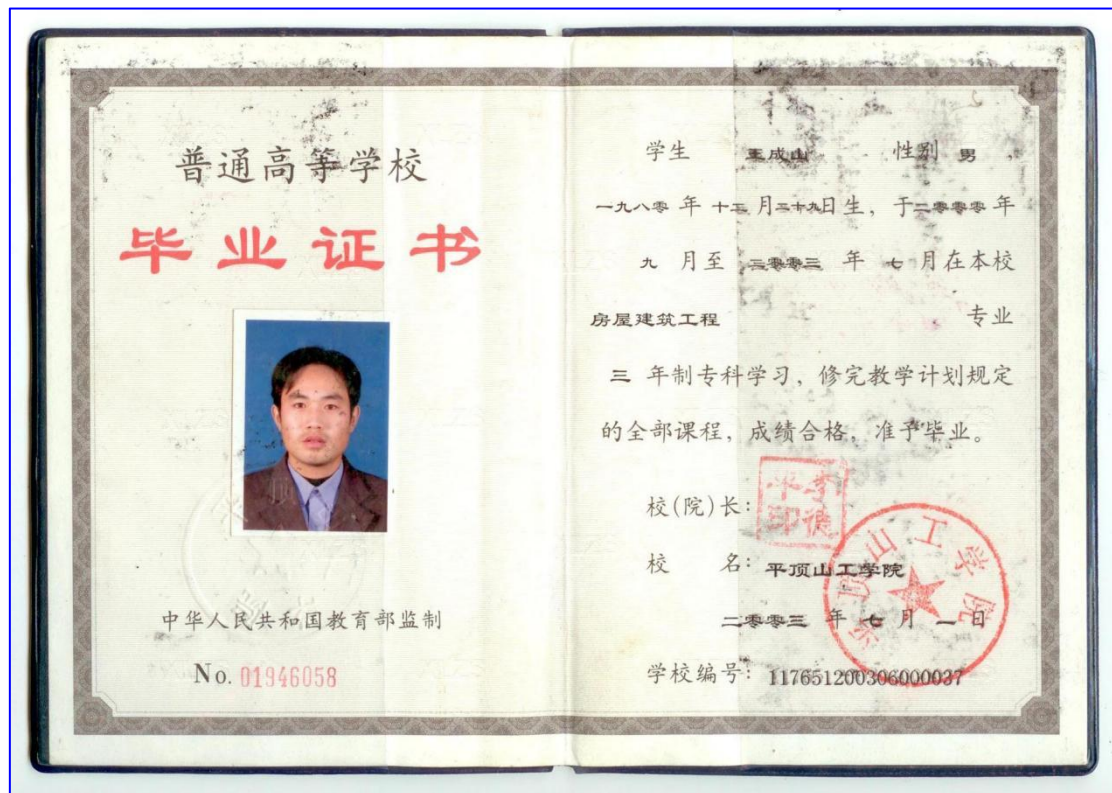 普通高等学校
毕业证书
中华人民共和国教育部监制
No. 01946058
学生 王成山 性别 男 ,
一九八零 年 十二 月二十九日生，于二零零零年
九 月至 二零零三 年 七 月在本校
房屋建筑工程 专业
三 年制专科学习，修完教学计划规定
的全部课程，成绩合格，准予毕业。
校(院)长：
校 名：平顶山工学院
二零零三 年 七 月 一 日
学校编号：117651200306000037
平顶山工学院